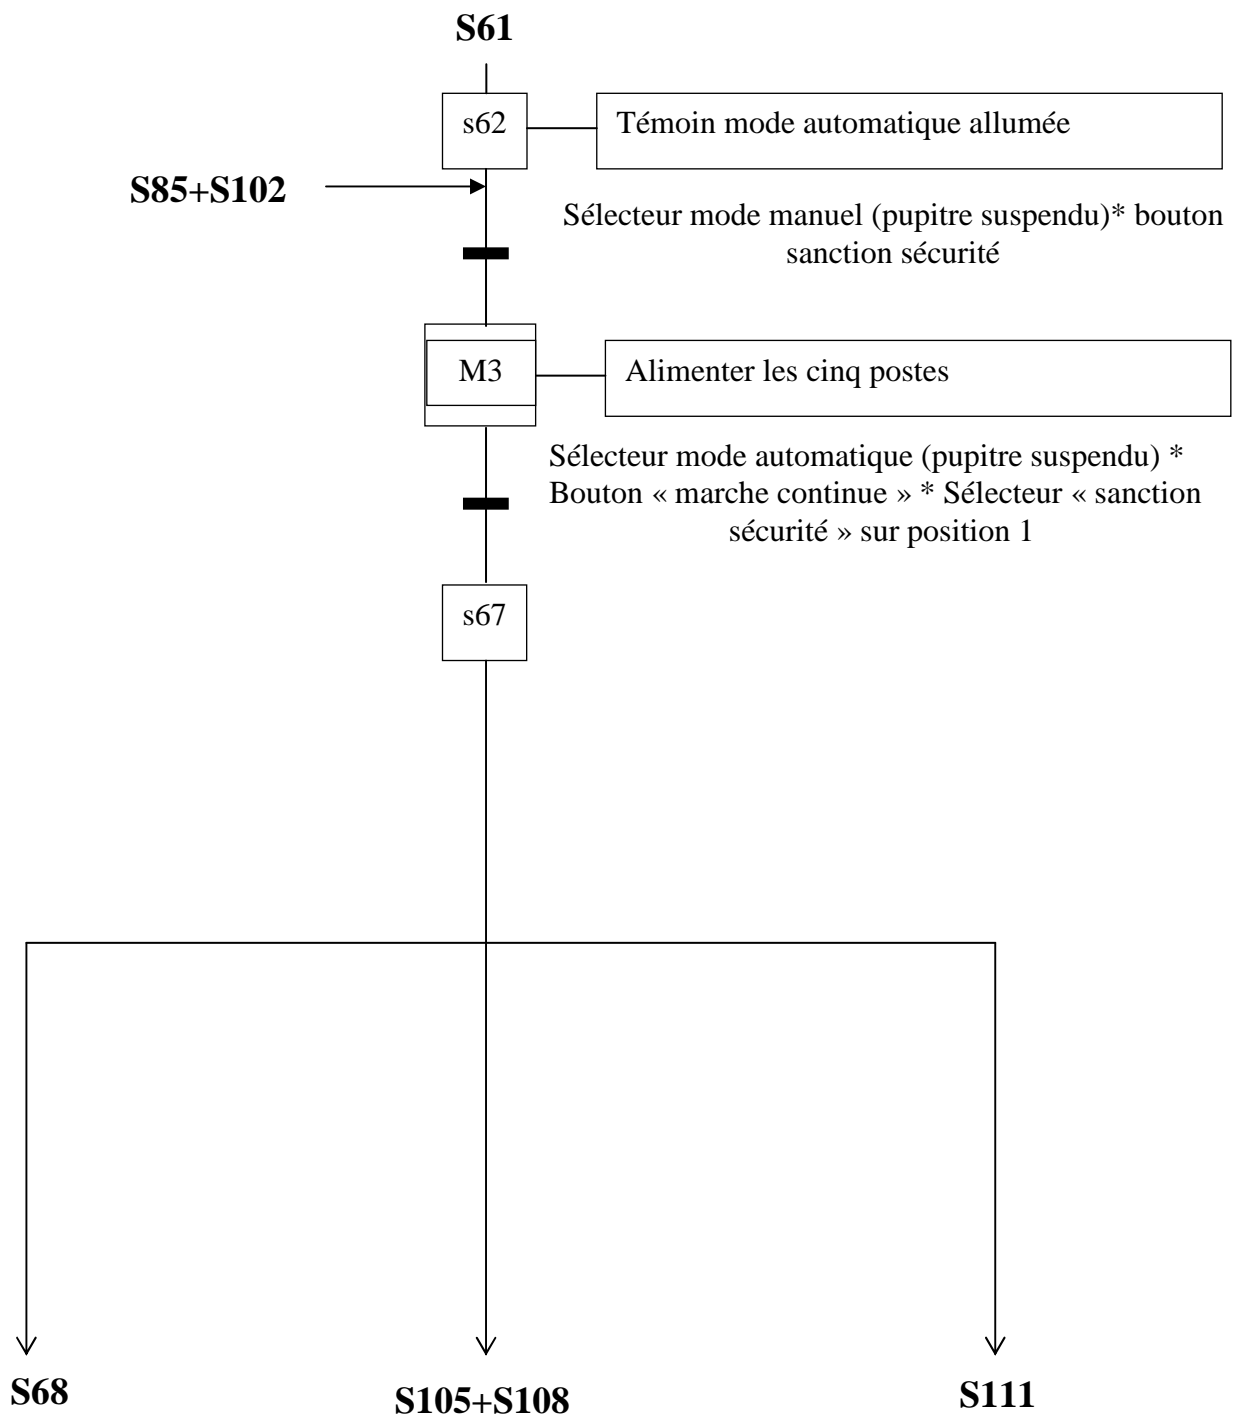 S61
s62
Témoin mode automatique allumée
S85+S102
Sélecteur mode manuel (pupitre suspendu)* bouton
sanction sécurité
M3
Alimenter les cinq postes
Sélecteur mode automatique (pupitre suspendu) *
Bouton « marche continue » * Sélecteur « sanction
sécurité » sur position 1
s67
S68
S105+S108
S111